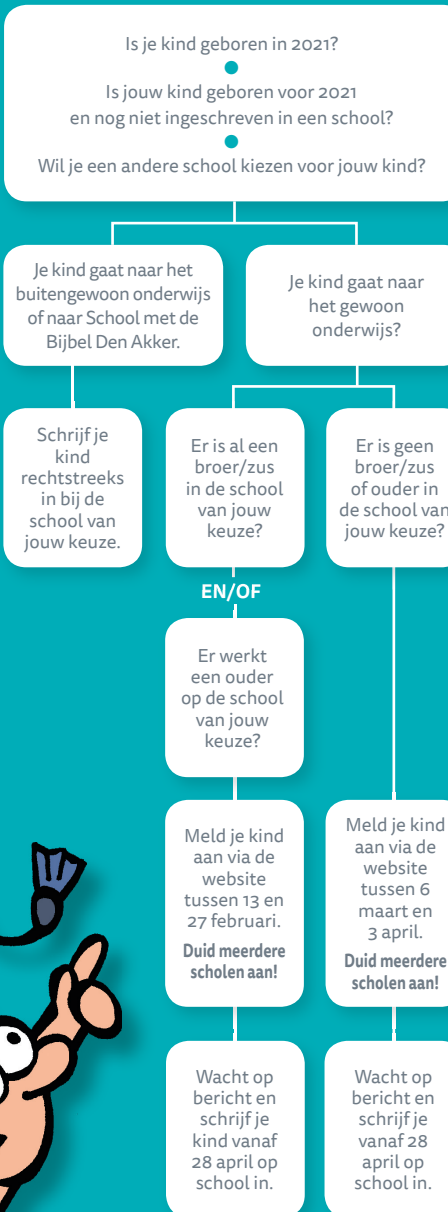 Is je kind geboren in 2021?
Is jouw kind geboren voor 2021
en nog niet ingeschreven in een school?
Wil je een andere school kiezen voor jouw kind?
Je kind gaat naar het
buitengewoon onderwijs
of naar School met de
Bijbel Den Akker.
Je kind gaat naar
het gewoon
onderwijs?
Schrijf je
kind
rechtstreeks
in bij de
school van
jouw keuze.
Er is al een
broer/zus
in de school
van jouw
keuze?
Er is geen
broer/zus
of ouder in
de school van
jouw keuze?
EN/OF
Er werkt
een ouder
op de school
van jouw
keuze?
Meld je kind
aan via de
website
tussen 13 en
27 februari.
Duid meerdere
scholen aan!
Meld je kind
aan via de
website
tussen 6
maart en
3 april.
Duid meerdere
scholen aan!
Wacht op
bericht en
schrijf je
kind vanaf
28 april op
school in.
Wacht op
bericht en
schrijf je
vanaf 28
april op
school in.